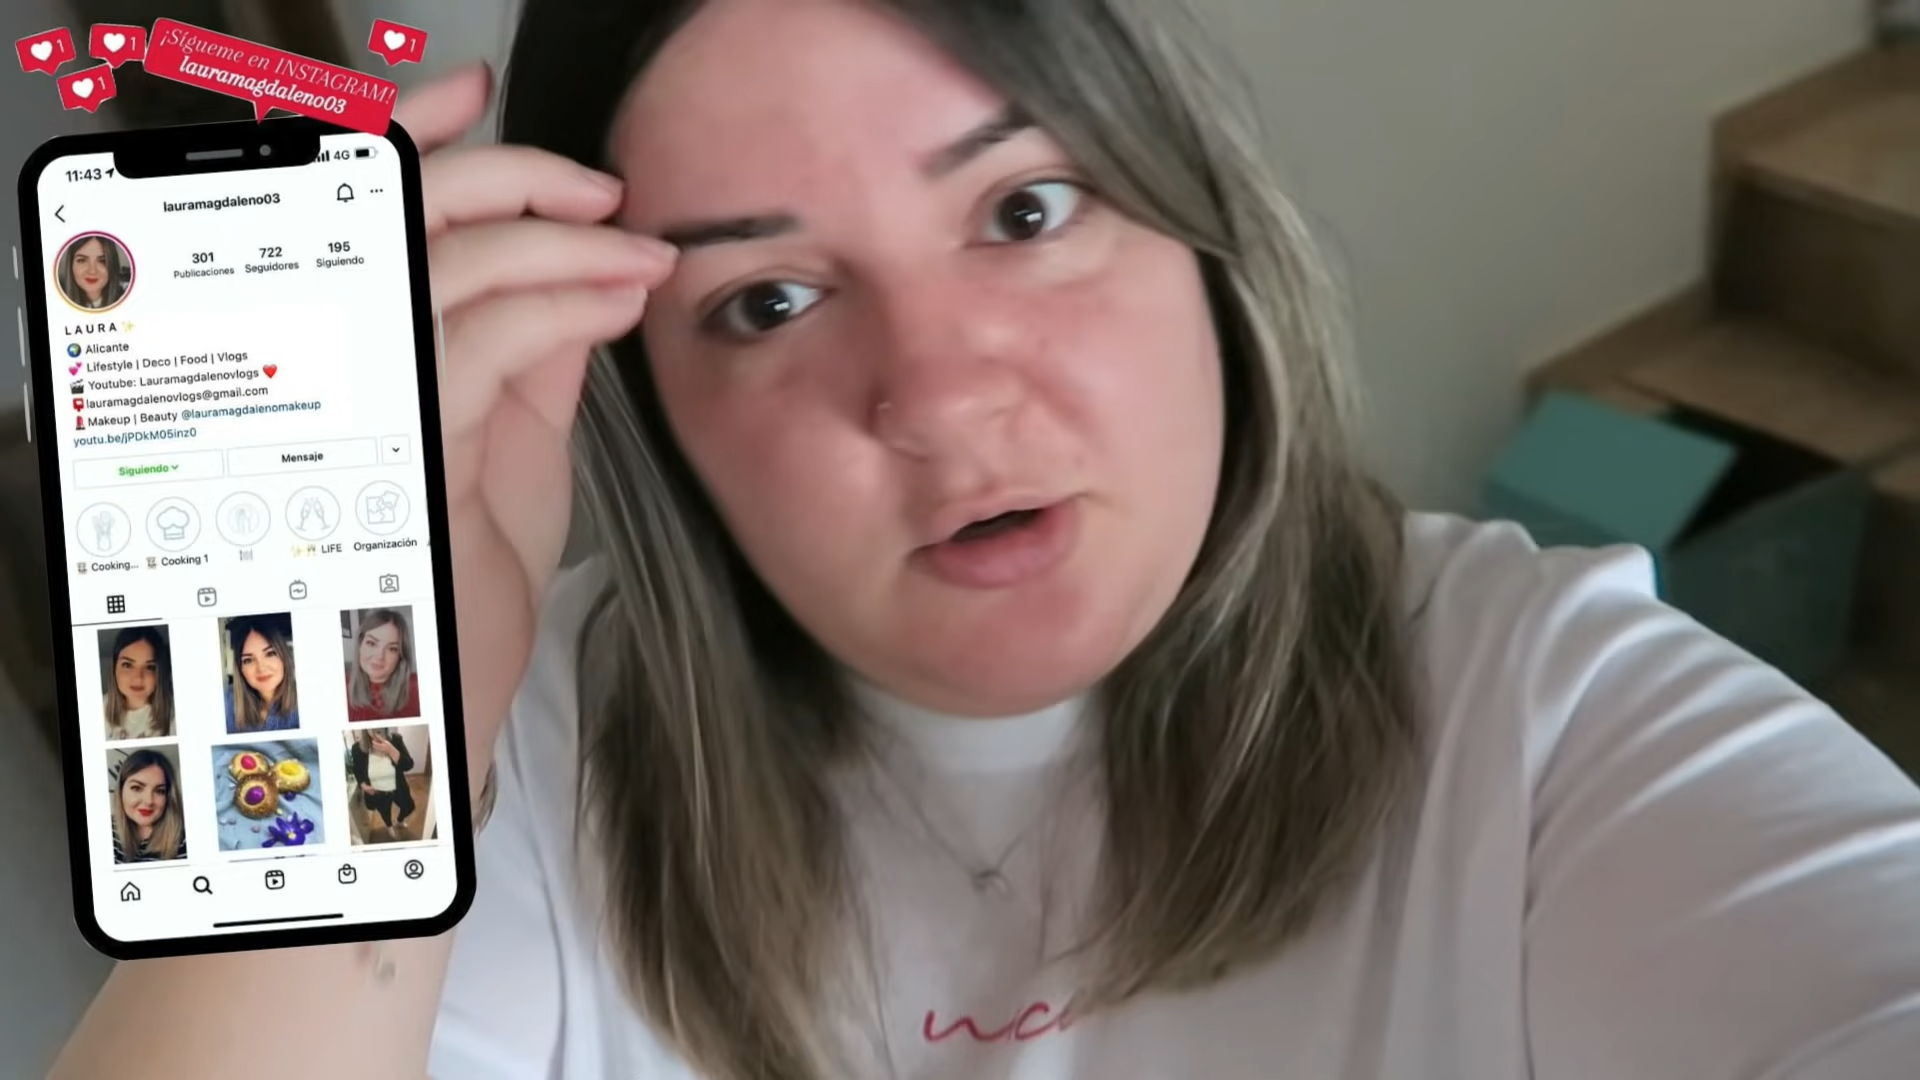 ¡Sígueme en INSTAGRAM!
lauramagdaleno03
11:43
4G
lauramagdaleno03
301
Publicaciones
722
Seguidores
195
Siguiendo
LAURA
Alicante
Lifestyle | Deco | Food | Vlogs
Youtube: Lauramagdalenovlogs
lauramagdalenovlogs@gmail.com
Makeup | Beauty @lauramagdalenomakeup
youtu.be/jPDkM05inz0
Siguiendo
Mensaje
Cooking...
Cooking 1
LIFE
Organización
1
1
1
1